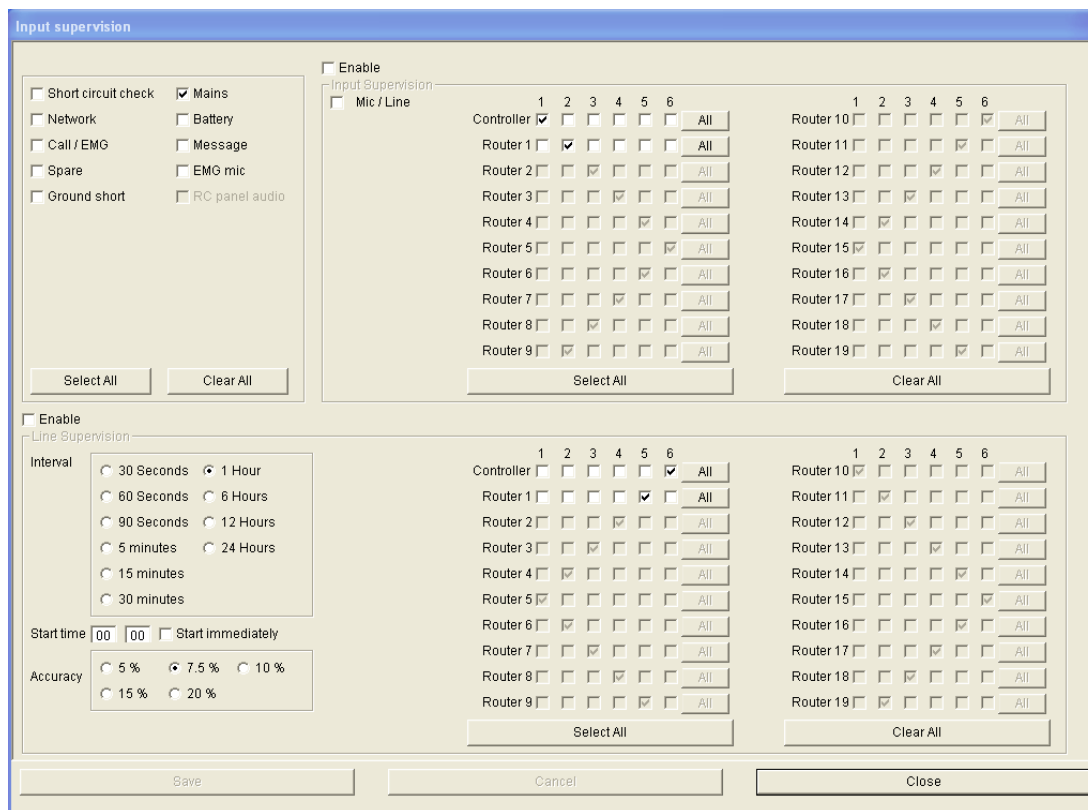 Input supervision
Enable
Short circuit check Mains
Network Battery
Call / EMG Message
Spare EMG mic
Ground short RC panel audio
Select All Clear All
Input Supervision
Mic / Line
1 2 3 4 5 6
Controller All
Router 1 All
Router 2 All
Router 3 All
Router 4 All
Router 5 All
Router 6 All
Router 7 All
Router 8 All
Router 9 All
Select All
1 2 3 4 5 6
Router 10 All
Router 11 All
Router 12 All
Router 13 All
Router 14 All
Router 15 All
Router 16 All
Router 17 All
Router 18 All
Router 19 All
Clear All
Enable
Line Supervision
Interval
30 Seconds 1 Hour
60 Seconds 6 Hours
90 Seconds 12 Hours
5 minutes 24 Hours
15 minutes
30 minutes
Start time 00 00 Start immediately
Accuracy
5 % 7.5 % 10 %
15 % 20 %
1 2 3 4 5 6
Controller All
Router 1 All
Router 2 All
Router 3 All
Router 4 All
Router 5 All
Router 6 All
Router 7 All
Router 8 All
Router 9 All
Select All
1 2 3 4 5 6
Router 10 All
Router 11 All
Router 12 All
Router 13 All
Router 14 All
Router 15 All
Router 16 All
Router 17 All
Router 18 All
Router 19 All
Clear All
Save Cancel Close